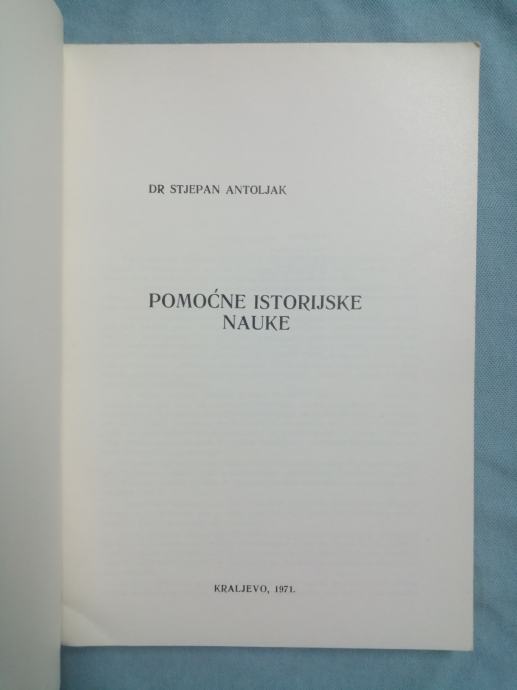 DR STJEPAN ANTOLJAK
POMOĆNE ISTORIJSKE
NAUKE
KRALJEVO, 1971.